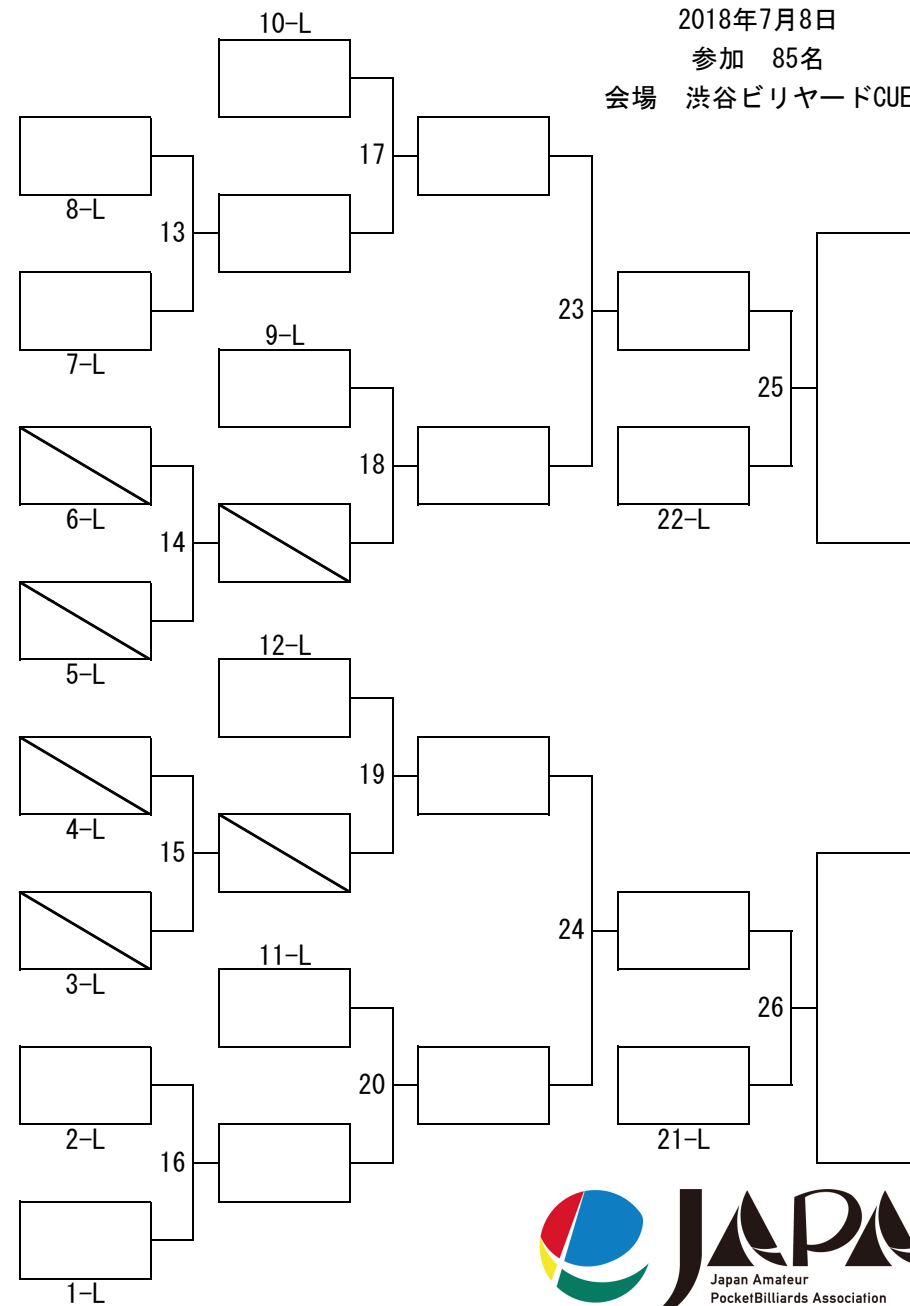 10-L
2018年7月8日
参加　85名
会場　渋谷ビリヤードCUE
8-L
17
13
7-L
9-L
23
25
6-L
18
22-L
14
5-L
12-L
4-L
19
15
3-L
11-L
24
26
2-L
20
21-L
16
1-L
JAPA
Japan Amateur
PocketBilliards Association